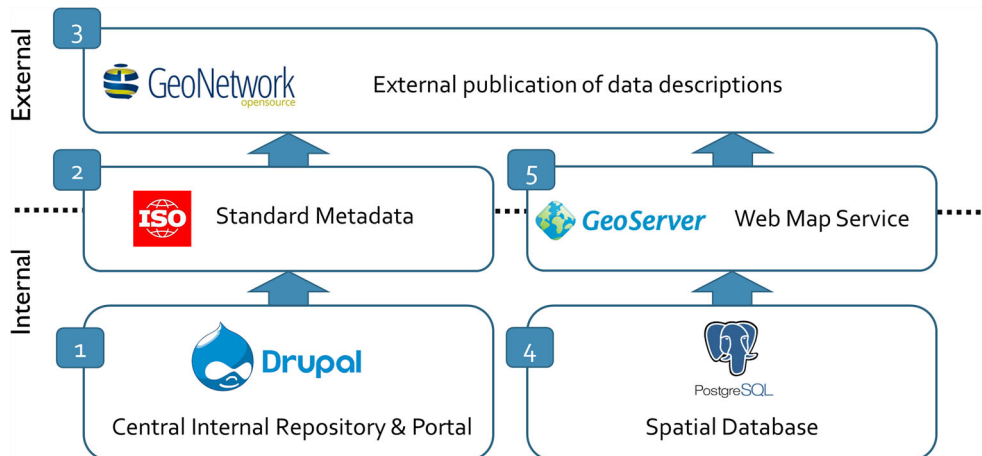 External
3
GeoNetwork
opensource
External publication of data descriptions
2
ISO
Standard Metadata
5
GeoServer
Web Map Service
Internal
1
Drupal
Central Internal Repository & Portal
4
PostgreSQL
Spatial Database